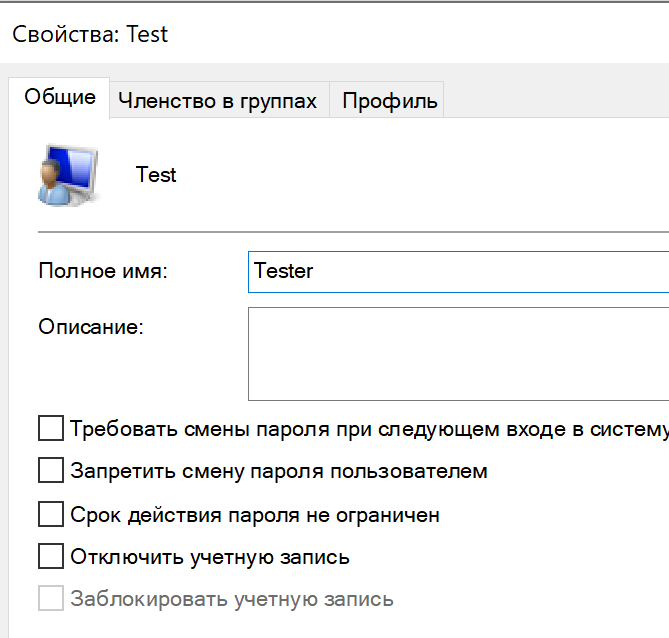 Свойства: Test
Общие Членство в группах Профиль
Test
Полное имя: Tester
Описание:
Требовать смены пароля при следующем входе в систему
Запретить смену пароля пользователем
Срок действия пароля не ограничен
Отключить учетную запись
Заблокировать учетную запись